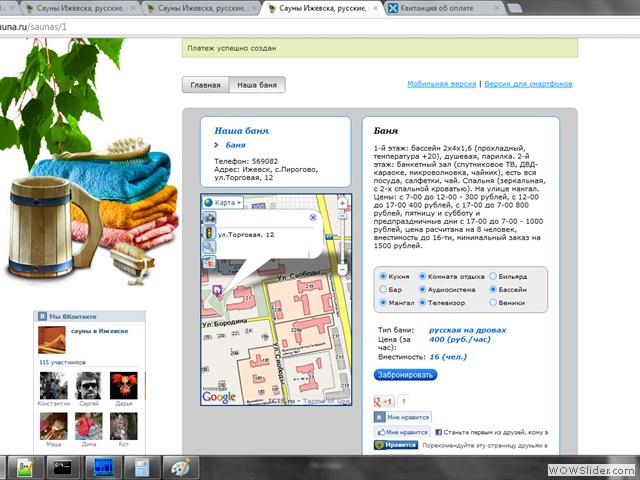 Сауны Ижевска, русские,
Сауны Ижевска, русские,
Сауны Ижевска, русские,
Квитанция об оплате
una.ru/saunas/1
Платеж успешно создан
Главная
Наша баня
Мобильная версия | Версия для смартфонов
Наша баня
Баня
Телефон: 569082
Адрес: Ижевск, с.Пирогово,
ул.Торговая, 12
Карта
ул.Торговая, 12
Ул. Свободы
Ул. Свободы
Ул. Бородина
Google
Terms of Use
Баня
1-й этаж: бассейн 2х4х1,6 (прохладный,
температура +20), душевая, парилка. 2-й
этаж: банкетный зал (спутниковое ТВ, ДВД-
караоке, микроволновка, чайник), есть вся
посуда, салфетки, чай. Спальня (зеркальная,
с 2-х спальной кроватью). На улице мангал.
Цены: с 7-00 до 12-00 - 300 рублей, с 12-00
до 17-00 400 рублей, с 17-0 7-00 800
рублей, пятницу и субботу и
предпраздничные дни с 17-00 до 7-00 - 1000
рублей, цена расчитана на 8 человек,
вместность до 16-ти, минимальный заказ на
1500 рублей.
Кухня Комната отдыха Бильярд
Бар Аудиосистема Бассейн
Мангал Телевизор Веники
Тип бани: русская на дровах
Цена (за час): 400 (руб./час)
Вместность: 16 (чел.)
Забронировать
+1 1
В Мне нравится
Мне нравится Станьте первым из друзей, кому э
Нравится Порекомендуйте эту страницу друзьям в
В Мы ВКонтакте
сауны в Ижевске
115 участников
Константин Сергей Дарья
Маша Дима Кот
WOWSlider.com